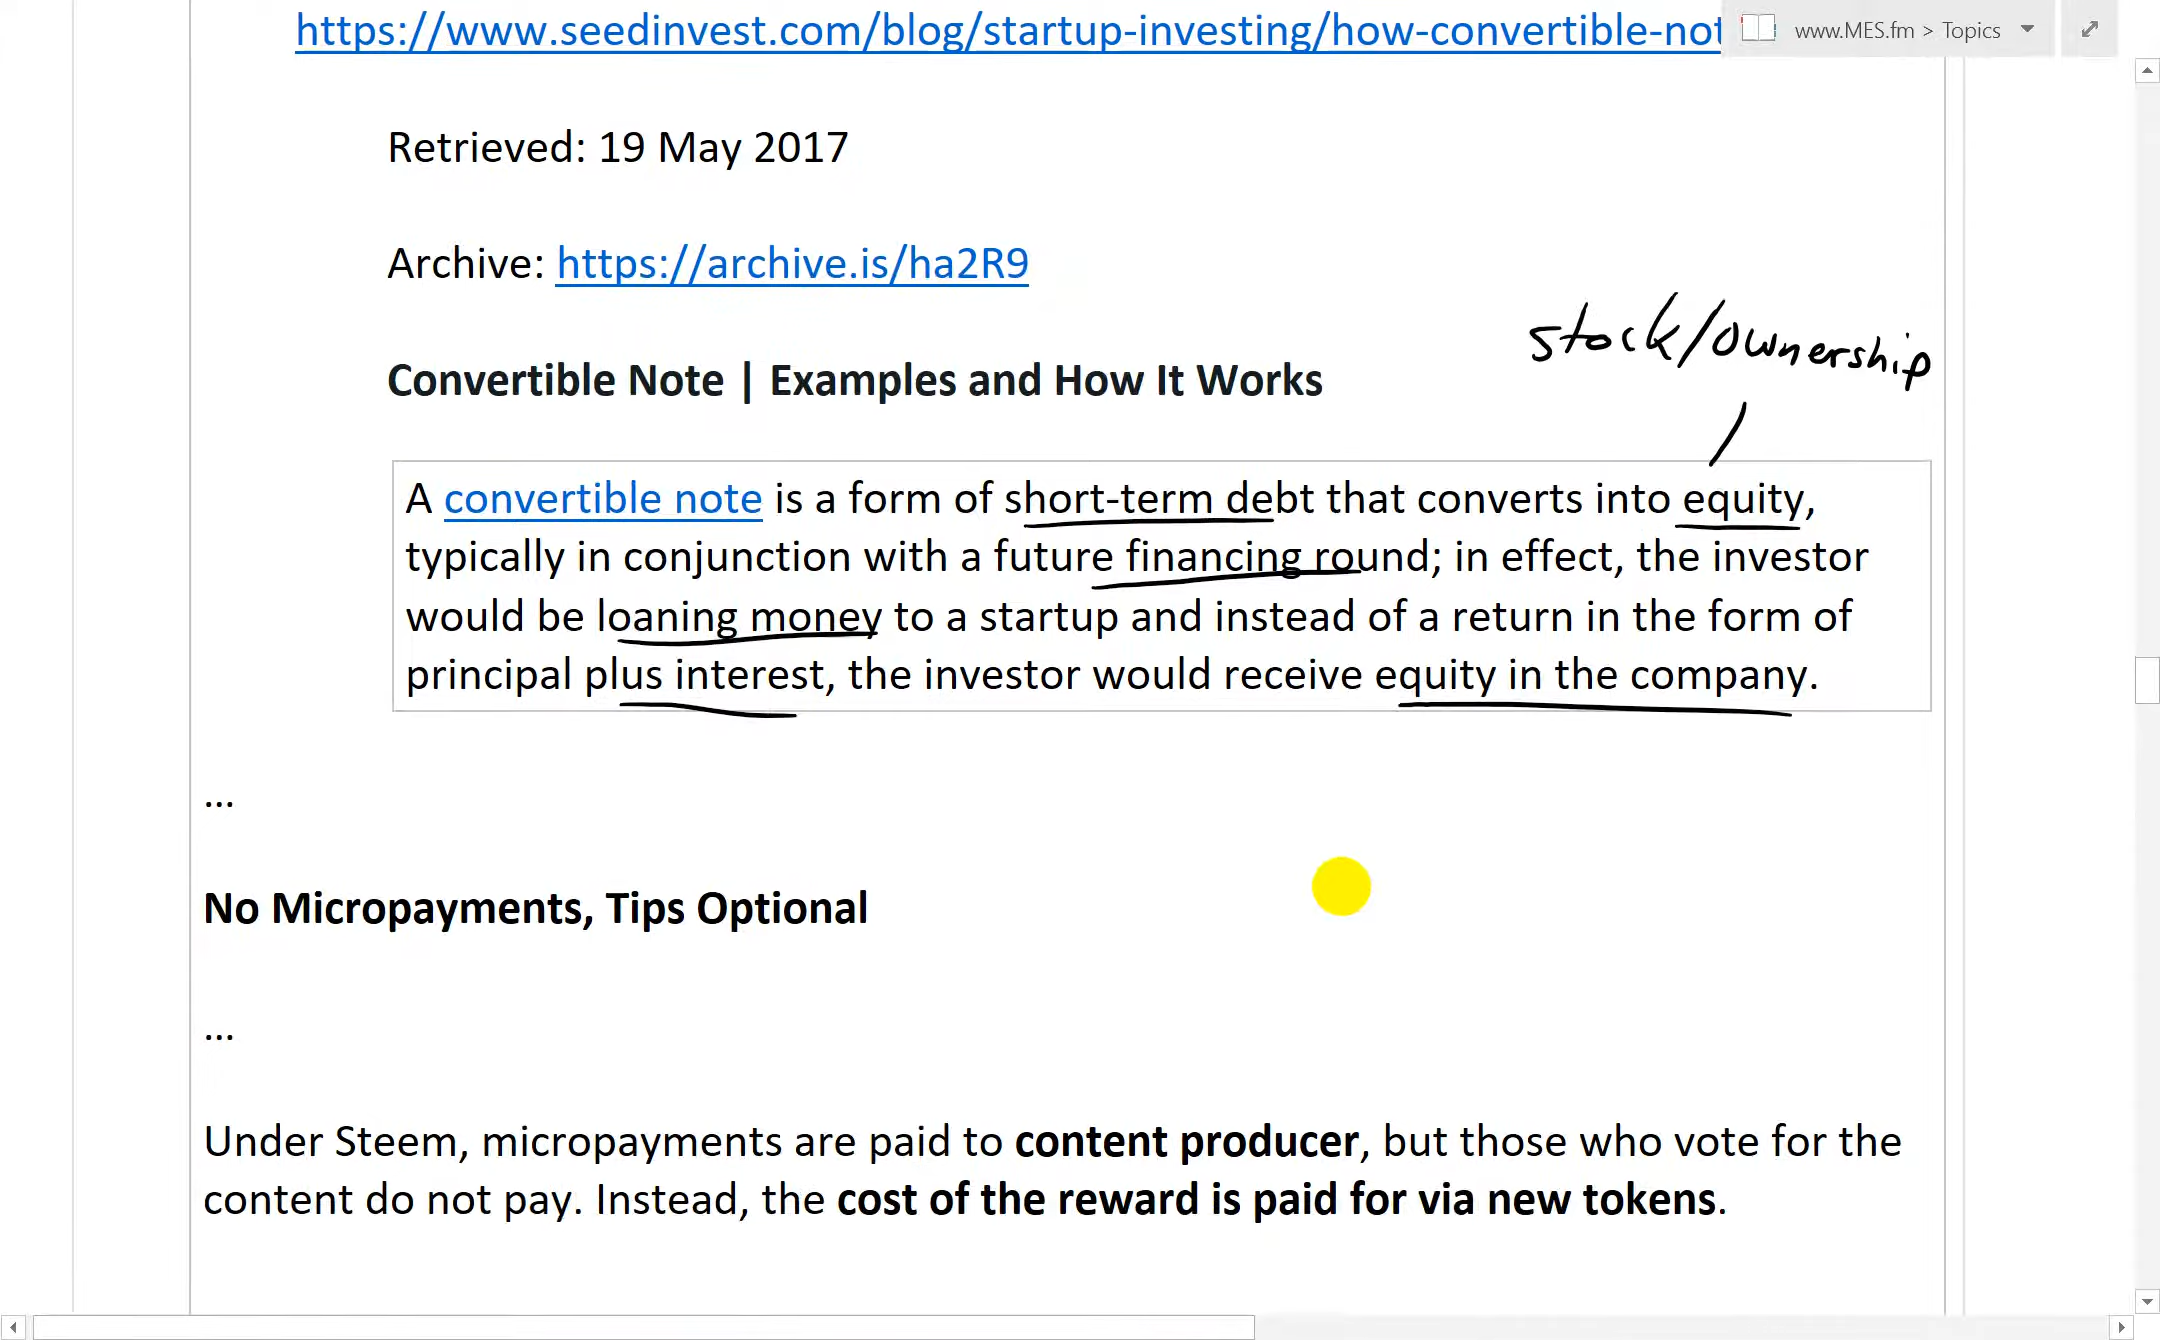 https://www.seedinvest.com/blog/startup-investing/how-convertible-not
www.MES.fm > Topics
Retrieved: 19 May 2017
Archive: https://archive.is/ha2R9
stock/ownership
Convertible Note | Examples and How It Works
A convertible note is a form of short-term debt that converts into equity,
typically in conjunction with a future financing round; in effect, the investor
would be loaning money to a startup and instead of a return in the form of
principal plus interest, the investor would receive equity in the company.
...
No Micropayments, Tips Optional
...
Under Steem, micropayments are paid to content producer, but those who vote for the
content do not pay. Instead, the cost of the reward is paid for via new tokens.